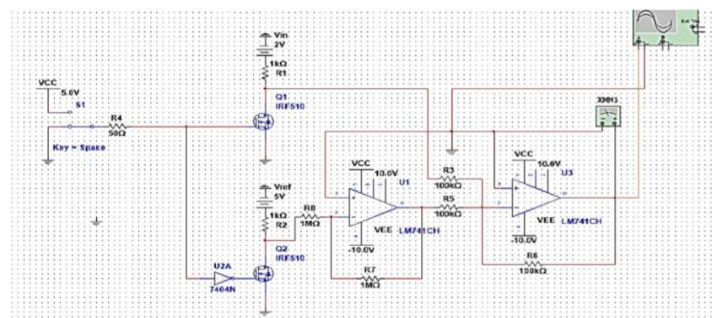 Vin
2V
1kΩ
R1
VCC
5.0V
S1
R4
50Ω
Key = Space
Q1
IRF510
XMM1
VCC
10.0V
U1
R3
100kΩ
VCC
10.0V
U3
Vref
5V
1kΩ
R2
R8
1MΩ
R5
100kΩ
VEE
LM741CH
-10.0V
VEE
LM741CH
-10.0V
Q2
IRF510
U2A
7404N
R7
1MΩ
R6
100kΩ